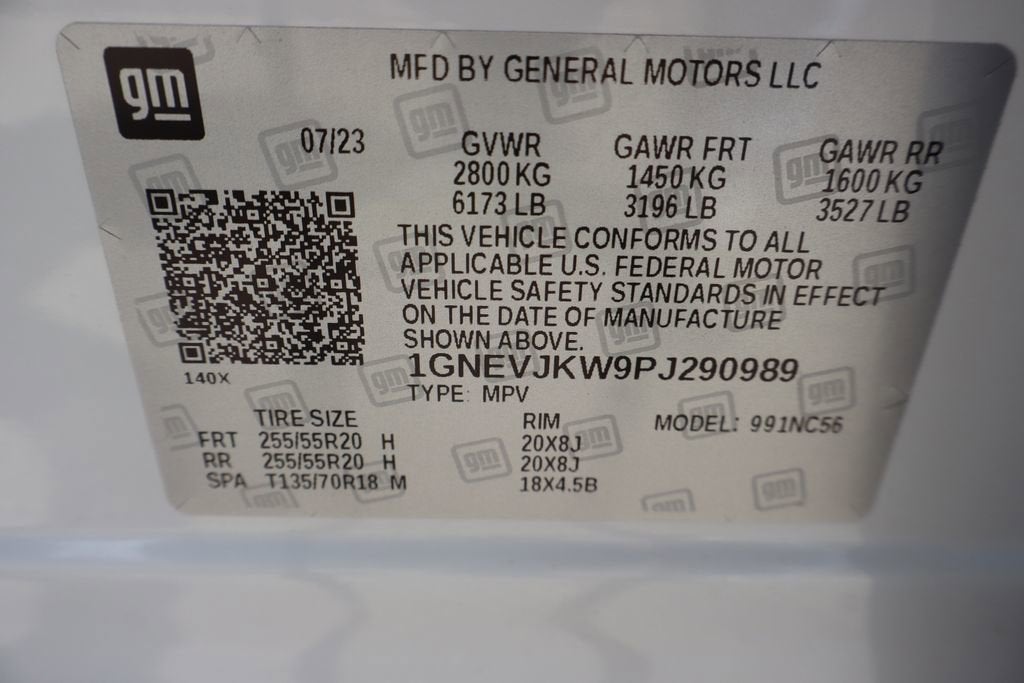 gm
MFD BY GENERAL MOTORS LLC
07/23 GVWR GAWR FRT GAWR RR
2800 KG 1450 KG 1600 KG
6173 LB 3196 LB 3527 LB
THIS VEHICLE CONFORMS TO ALL
APPLICABLE U.S. FEDERAL MOTOR
VEHICLE SAFETY STANDARDS IN EFFECT
ON THE DATE OF MANUFACTURE
SHOWN ABOVE.
1GNEVJKW9PJ290989
140X
TYPE: MPV
TIRE SIZE RIM MODEL: 991NC56
FRT 255/55R20 H 20X8J
RR 255/55R20 H 20X8J
SPA T135/70R18 M 18X4.5B